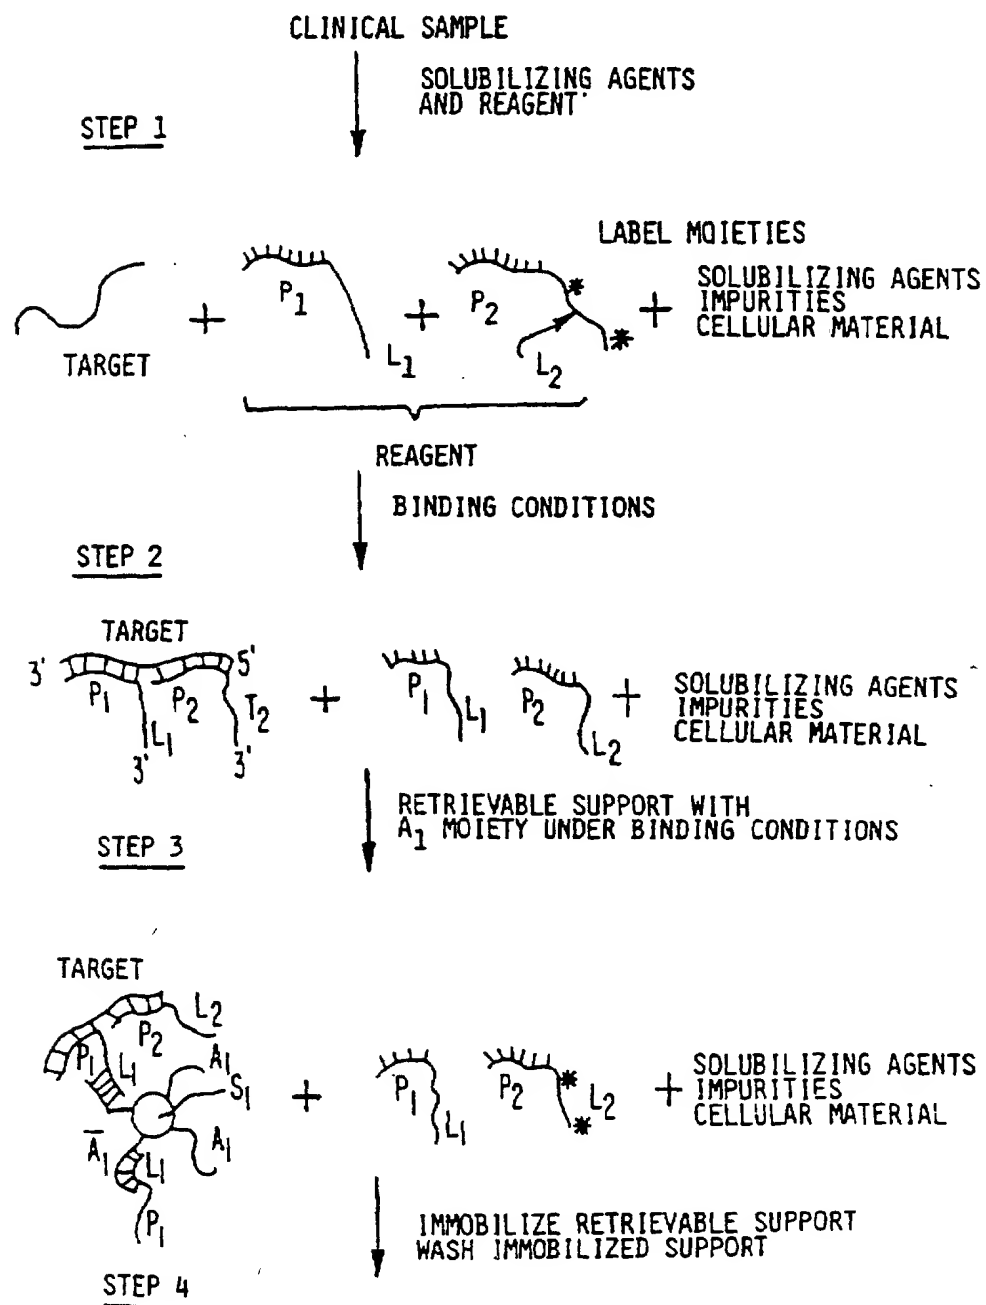 CLINICAL SAMPLE
SOLUBILIZING AGENTS
AND REAGENT
STEP 1
LABEL MOIETIES
SOLUBILIZING AGENTS
IMPURITIES
CELLULAR MATERIAL
+ + +
P1
P2
*
*
TARGET
L1
L2
REAGENT
BINDING CONDITIONS
STEP 2
TARGET
3' 5'
P1 P2 T2
L1
3' 3'
+
P1 L1
P2 L2
+
SOLUBILIZING AGENTS
IMPURITIES
CELLULAR MATERIAL
RETRIEVABLE SUPPORT WITH
A1 MOIETY UNDER BINDING CONDITIONS
STEP 3
TARGET
L2
P2
P1 L1 A1
S1
A̅1 L1 A1
P1
+
P1 L1
P2 * L2
*
+
SOLUBILIZING AGENTS
IMPURITIES
CELLULAR MATERIAL
IMMOBILIZE RETRIEVABLE SUPPORT
WASH IMMOBILIZED SUPPORT
STEP 4